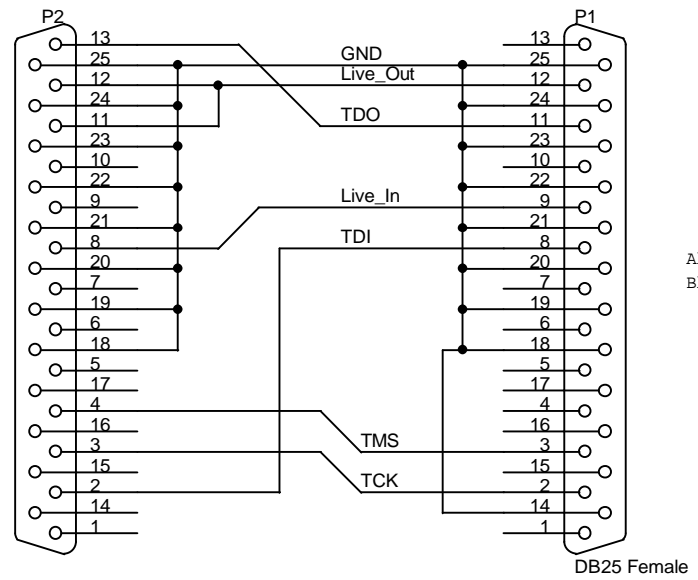 P2 P1
13 13
25 GND 25
12 Live_Out 12
24 24
11 TDO 11
23 23
10 10
22 22
9 Live_In 9
21 21
8 TDI 8
20 20
7 7
19 19
6 6
18 18
5 5
17 17
4 4
16 16
3 TMS 3
15 15
2 TCK 2
14 14
1 1
DB25 Female